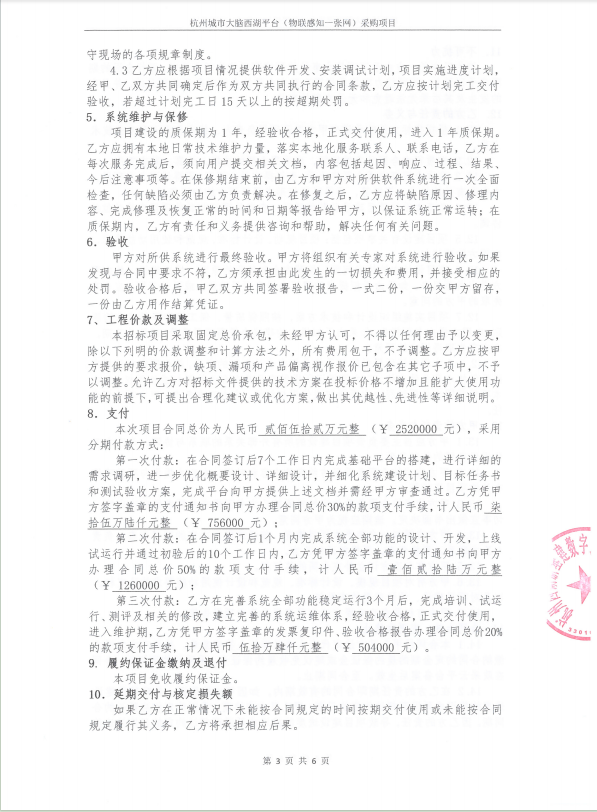 杭州城市大脑西湖平台（物联感知一张网）采购项目
守现场的各项规章制度。
4.3乙方应根据项目情况提供软件开发、安装调试计划，项目实施进度计划，
经甲、乙双方共同确定后作为双方共同执行的合同条款，乙方应按计划完工交付
验收，若超过计划完工日15天以上的按超期处罚。
5．系统维护与保修
项目建设的质保期为1年，经验收合格，正式交付使用，进入1年质保期。
乙方应拥有本地日常技术维护力量，落实本地化服务联系人、联系电话，乙方在
每次服务完成后，须向用户提交相关文档，内容包括起因、响应、过程、结果、
今后注意事项等。在保修期结束前，由乙方和甲方对所供软件系统进行一次全面
检查，任何缺陷必须由乙方负责解决。在修复之后，乙方应将缺陷原因、修理内
容、完成修理及恢复正常的时间和日期等报告给甲方，以保证系统正常运转；在
质保期内，乙方有责任和义务提供咨询和帮助，解决任何有关问题。
6．验收
甲方对所供系统进行最终验收。甲方将组织有关专家对系统进行验收。如果
发现与合同中要求不符，乙方须承担由此发生的一切损失和费用，并接受相应的
处罚。验收合格后，甲乙双方共同签署验收报告，一式二份，一份交甲方留存，
一份由乙方用作结算凭证。
7、工程价款及调整
本招标项目采取固定总价承包，未经甲方认可，不得以任何理由予以变更，
除以下列明的价款调整和计算方法之外，所有费用包干，不予调整。乙方应按甲
方提供的要求报价，缺项、漏项和产品偏离视作报价已包含在其它子项中，不予
以调整。允许乙方对招标文件提供的技术方案在投标价格不增加且能扩大使用功
能的前提下，可提出合理化建议或优化方案，做出其优越性、先进性等详细说明。
8．支付
本次项目合同总价为人民币 贰佰伍拾贰万元整 （￥ 2520000 元），采用
分期付款方式：
第一次付款：在合同签订后7个工作日内完成基础平台的搭建，进行详细的
需求调研，进一步优化概要设计、详细设计，并细化系统建设计划、目标任务书
和测试验收方案，完成平台向甲方提供上述文档并需经甲方审查通过。乙方凭甲
方签字盖章的支付通知书向甲方办理合同总价30%的款项支付手续，计人民币 柒
拾伍万陆仟元整 （￥ 756000 元）；
第二次付款：在合同签订后1个月内完成系统全部功能的设计、开发，上线
试运行并通过初验后的10个工作日内，乙方凭甲方签字盖章的支付通知书向甲方
办理合同总价50%的款项支付手续，计人民币 壹佰贰拾陆万元整
（￥ 1260000 元）；
第三次付款：乙方在完善系统全部功能稳定运行3个月后，完成培训、试运
行、测评及相关的修改，建立完善的系统运维体系，经验收合格，正式交付使用，
进入维护期，乙方凭甲方签字盖章的发票复印件、验收合格报告办理合同总价20%
的款项支付手续，计人民币 伍拾万肆仟元整 （￥ 504000 元）。
9．履约保证金缴纳及退付
本项目免收履约保证金。
10．延期交付与核定损失额
如果乙方在正常情况下未能按合同规定的时间按期交付使用或未能按合同
规定履行其义务，乙方将承担相应后果。
第 3 页 共 6 页